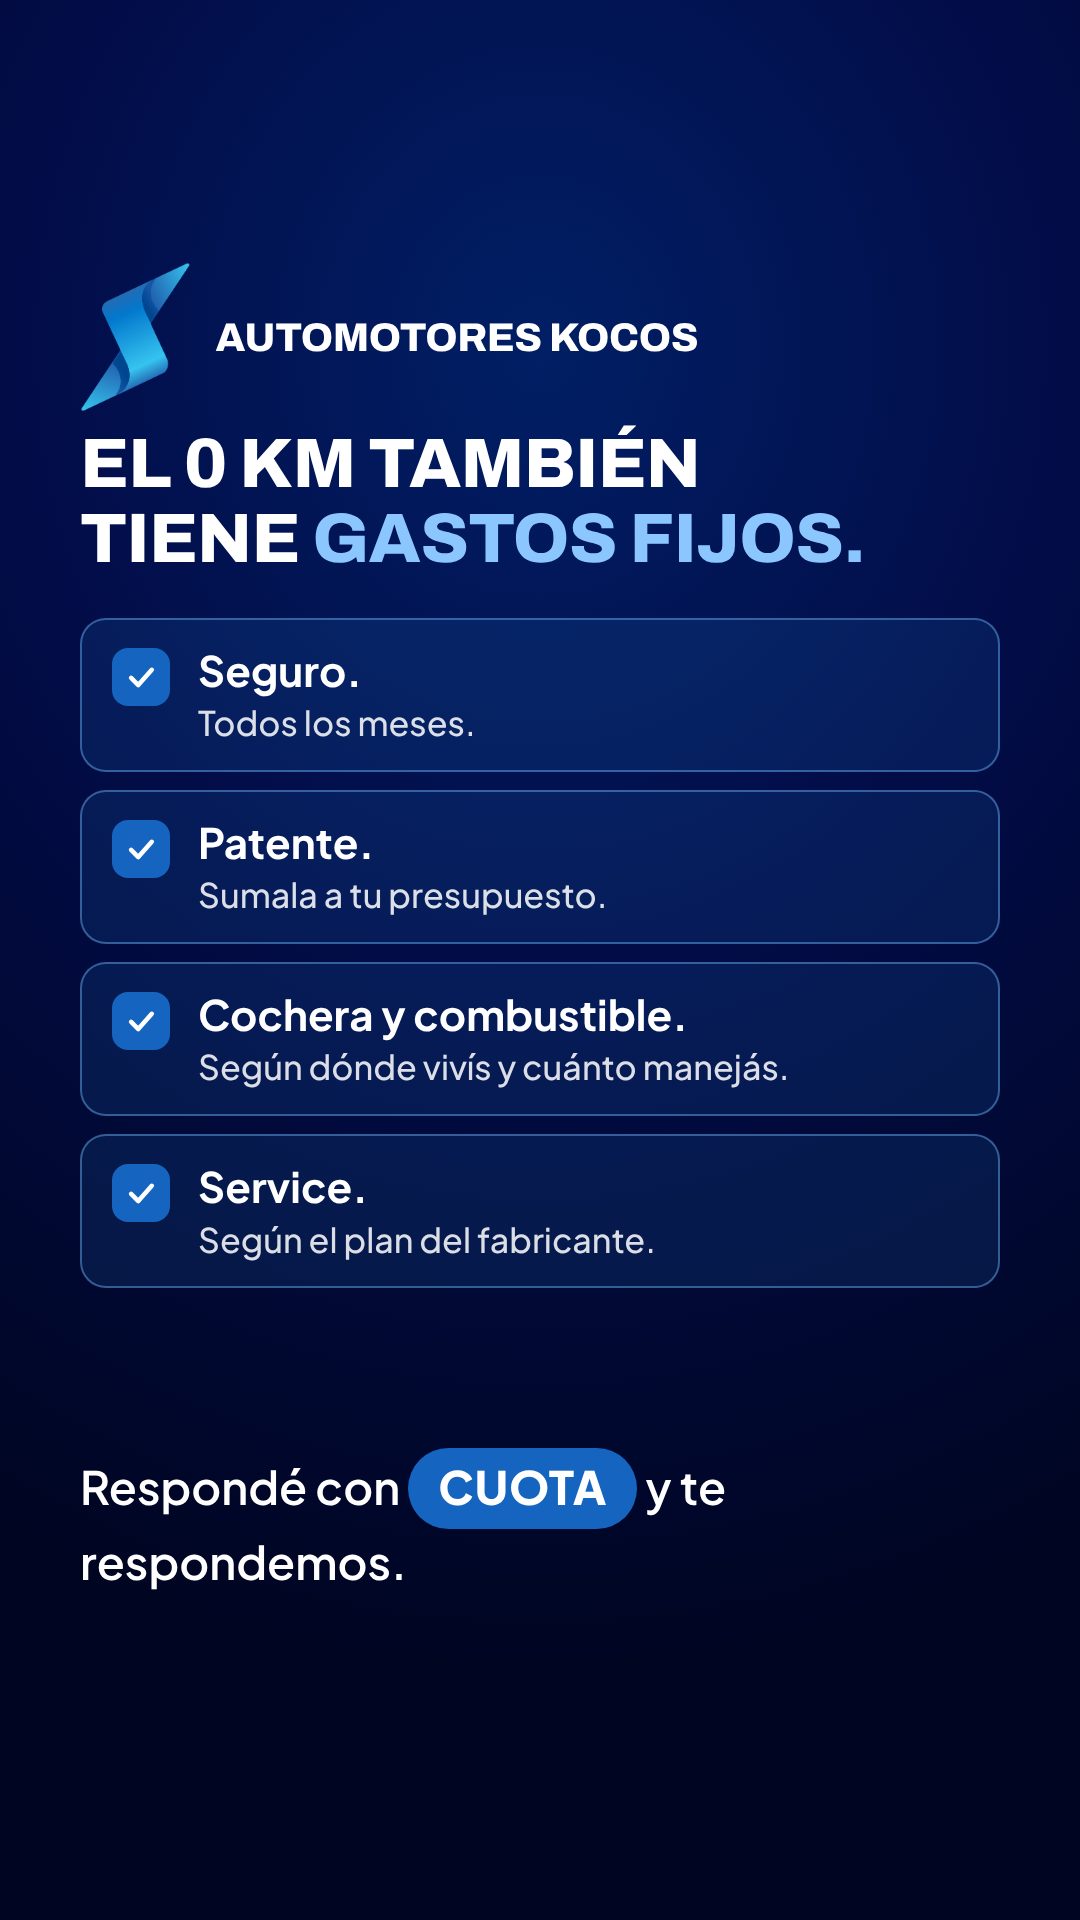 AUTOMOTORES KOCOS
EL 0 KM TAMBIÉN
TIENE GASTOS FIJOS.
Seguro.
Todos los meses.
Patente.
Sumala a tu presupuesto.
Cochera y combustible.
Según dónde vivís y cuánto manejás.
Service.
Según el plan del fabricante.
Respondé con CUOTA y te
respondemos.